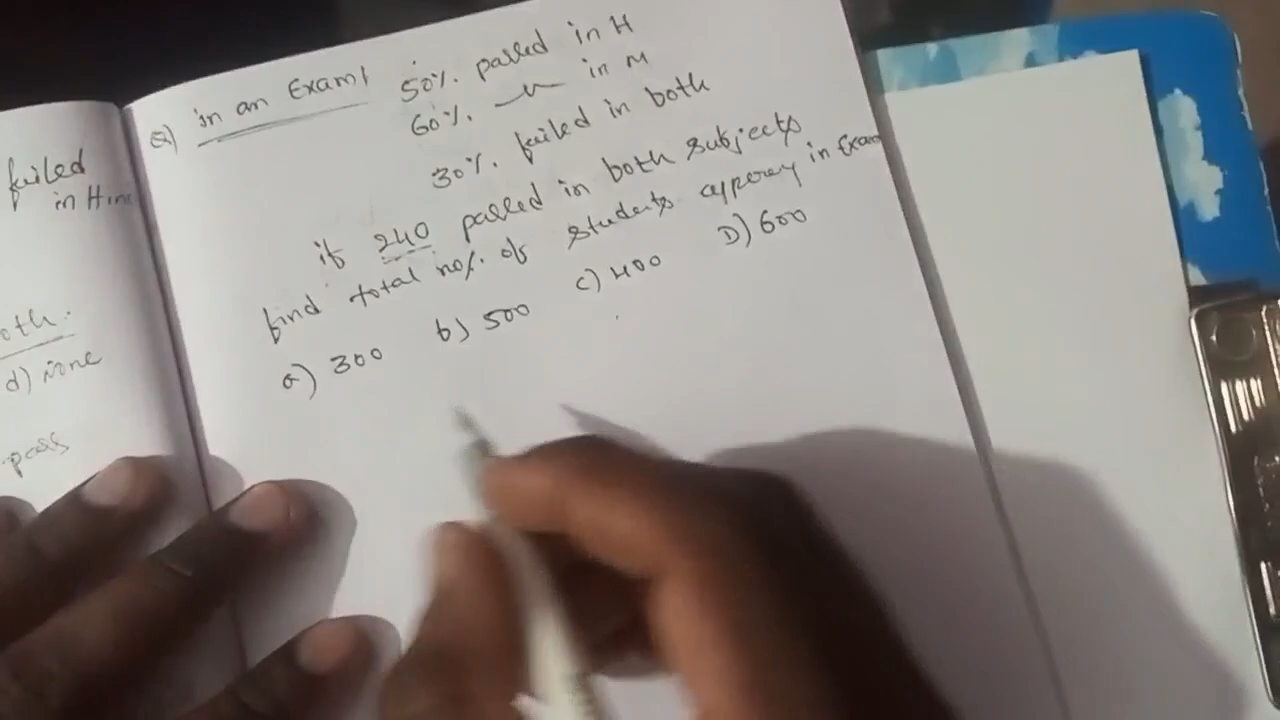 failed
in Hin
oth.
d) None
pass
Q) in an Exam! 50%. passed in H
60%. — in M
30%. failed in both
if 240 passed in both subjects
find total no/. of students apperey in Exam
a) 300 b) 500 c) 400 D) 600